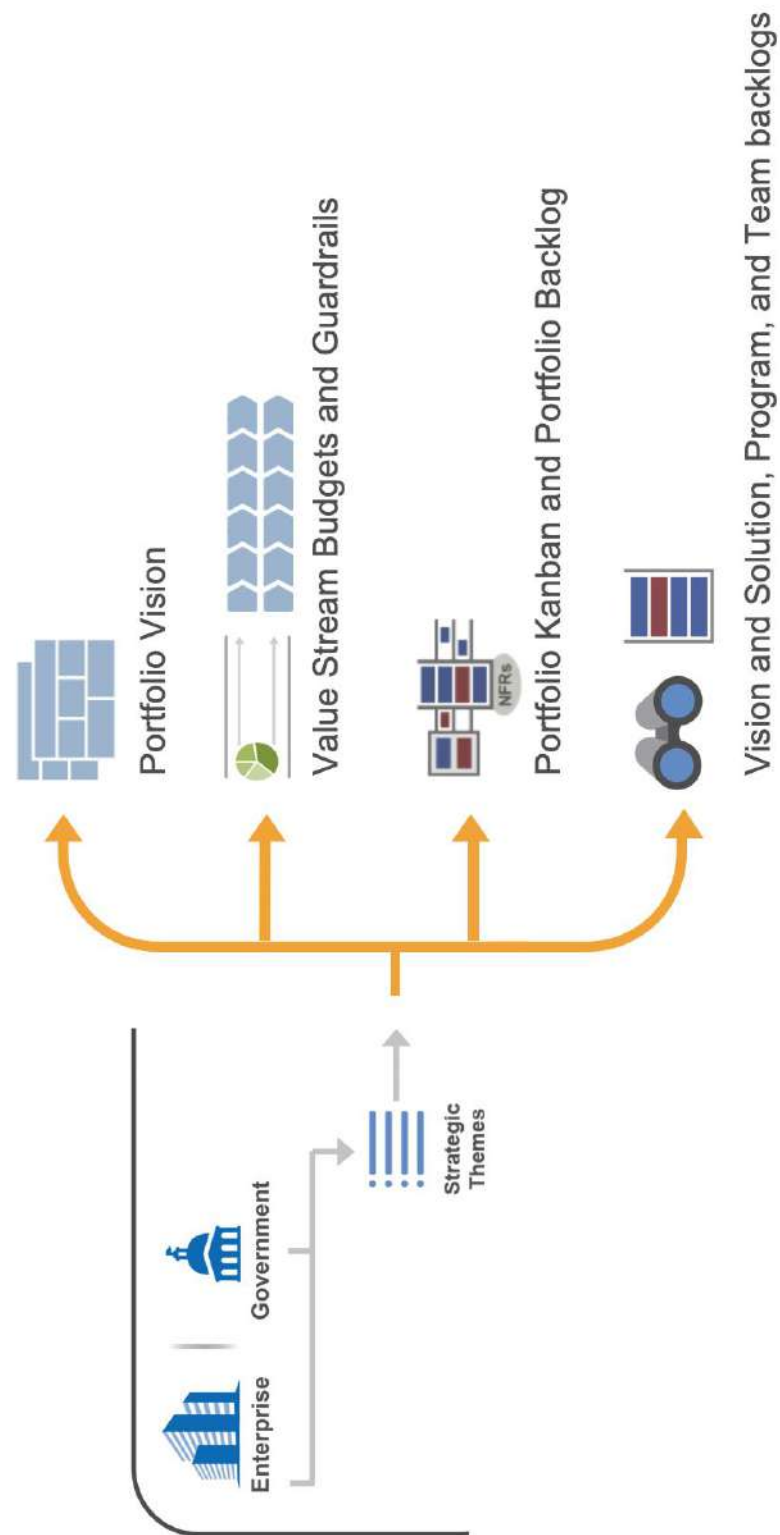 Enterprise
Government
Strategic
Themes
Portfolio Vision
Value Stream Budgets and Guardrails
NFRs
Portfolio Kanban and Portfolio Backlog
Vision and Solution, Program, and Team backlogs